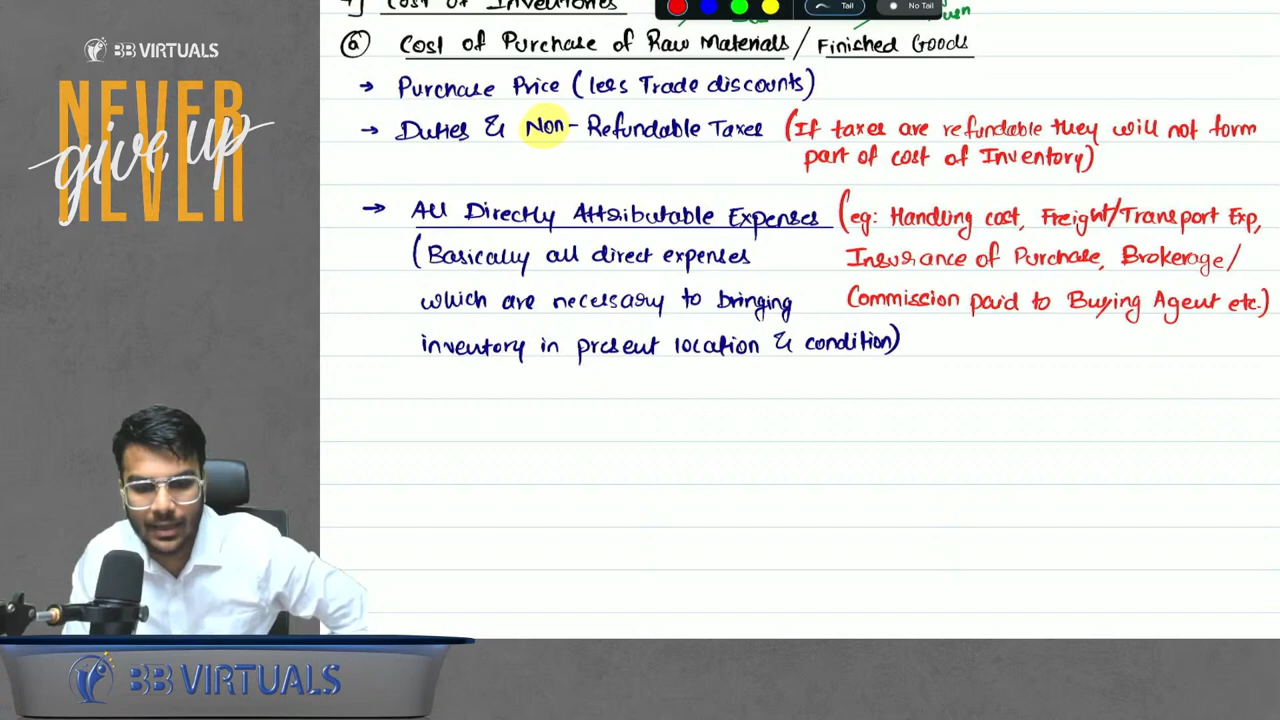 Cost of Inventories
Tail
No Tail
BB VIRTUALS
NEVER
give up
NEVER
(a) Cost of Purchase of Raw Materials / Finished Goods
→ Purchase Price (less Trade discounts)
→ Duties & Non-Refundable Taxes (If taxes are refundable they will not form
part of cost of Inventory)
→ All Directly Attributable Expenses (eg: Handling cost, Freight/Transport Exp,
(Basically all direct expenses Insurance of Purchase, Brokerage/
which are necessary to bringing Commission paid to Buying Agent etc.)
inventory in present location & condition)
BB VIRTUALS